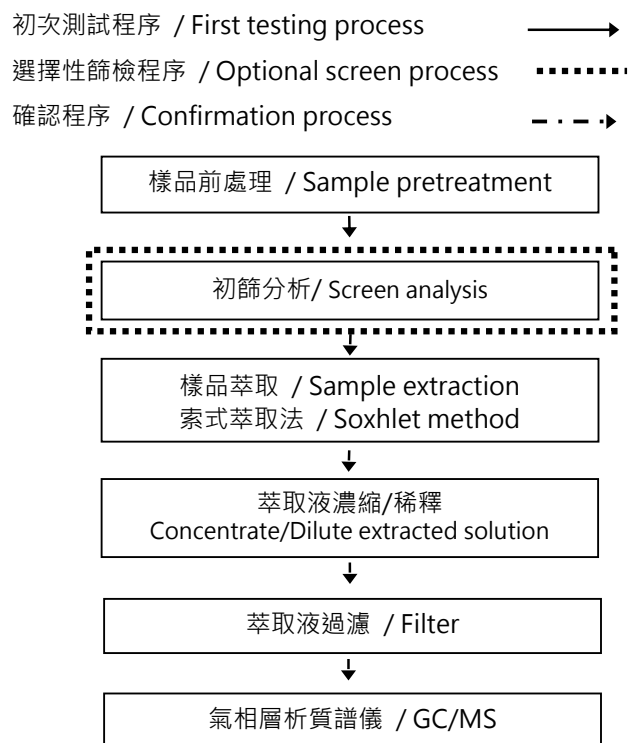 初次測試程序 / First testing process
選擇性篩檢程序 / Optional screen process
確認程序 / Confirmation process
樣品前處理 / Sample pretreatment
初篩分析/ Screen analysis
樣品萃取 / Sample extraction
索式萃取法 / Soxhlet method
萃取液濃縮/稀釋
Concentrate/Dilute extracted solution
萃取液過濾 / Filter
氣相層析質譜儀 / GC/MS